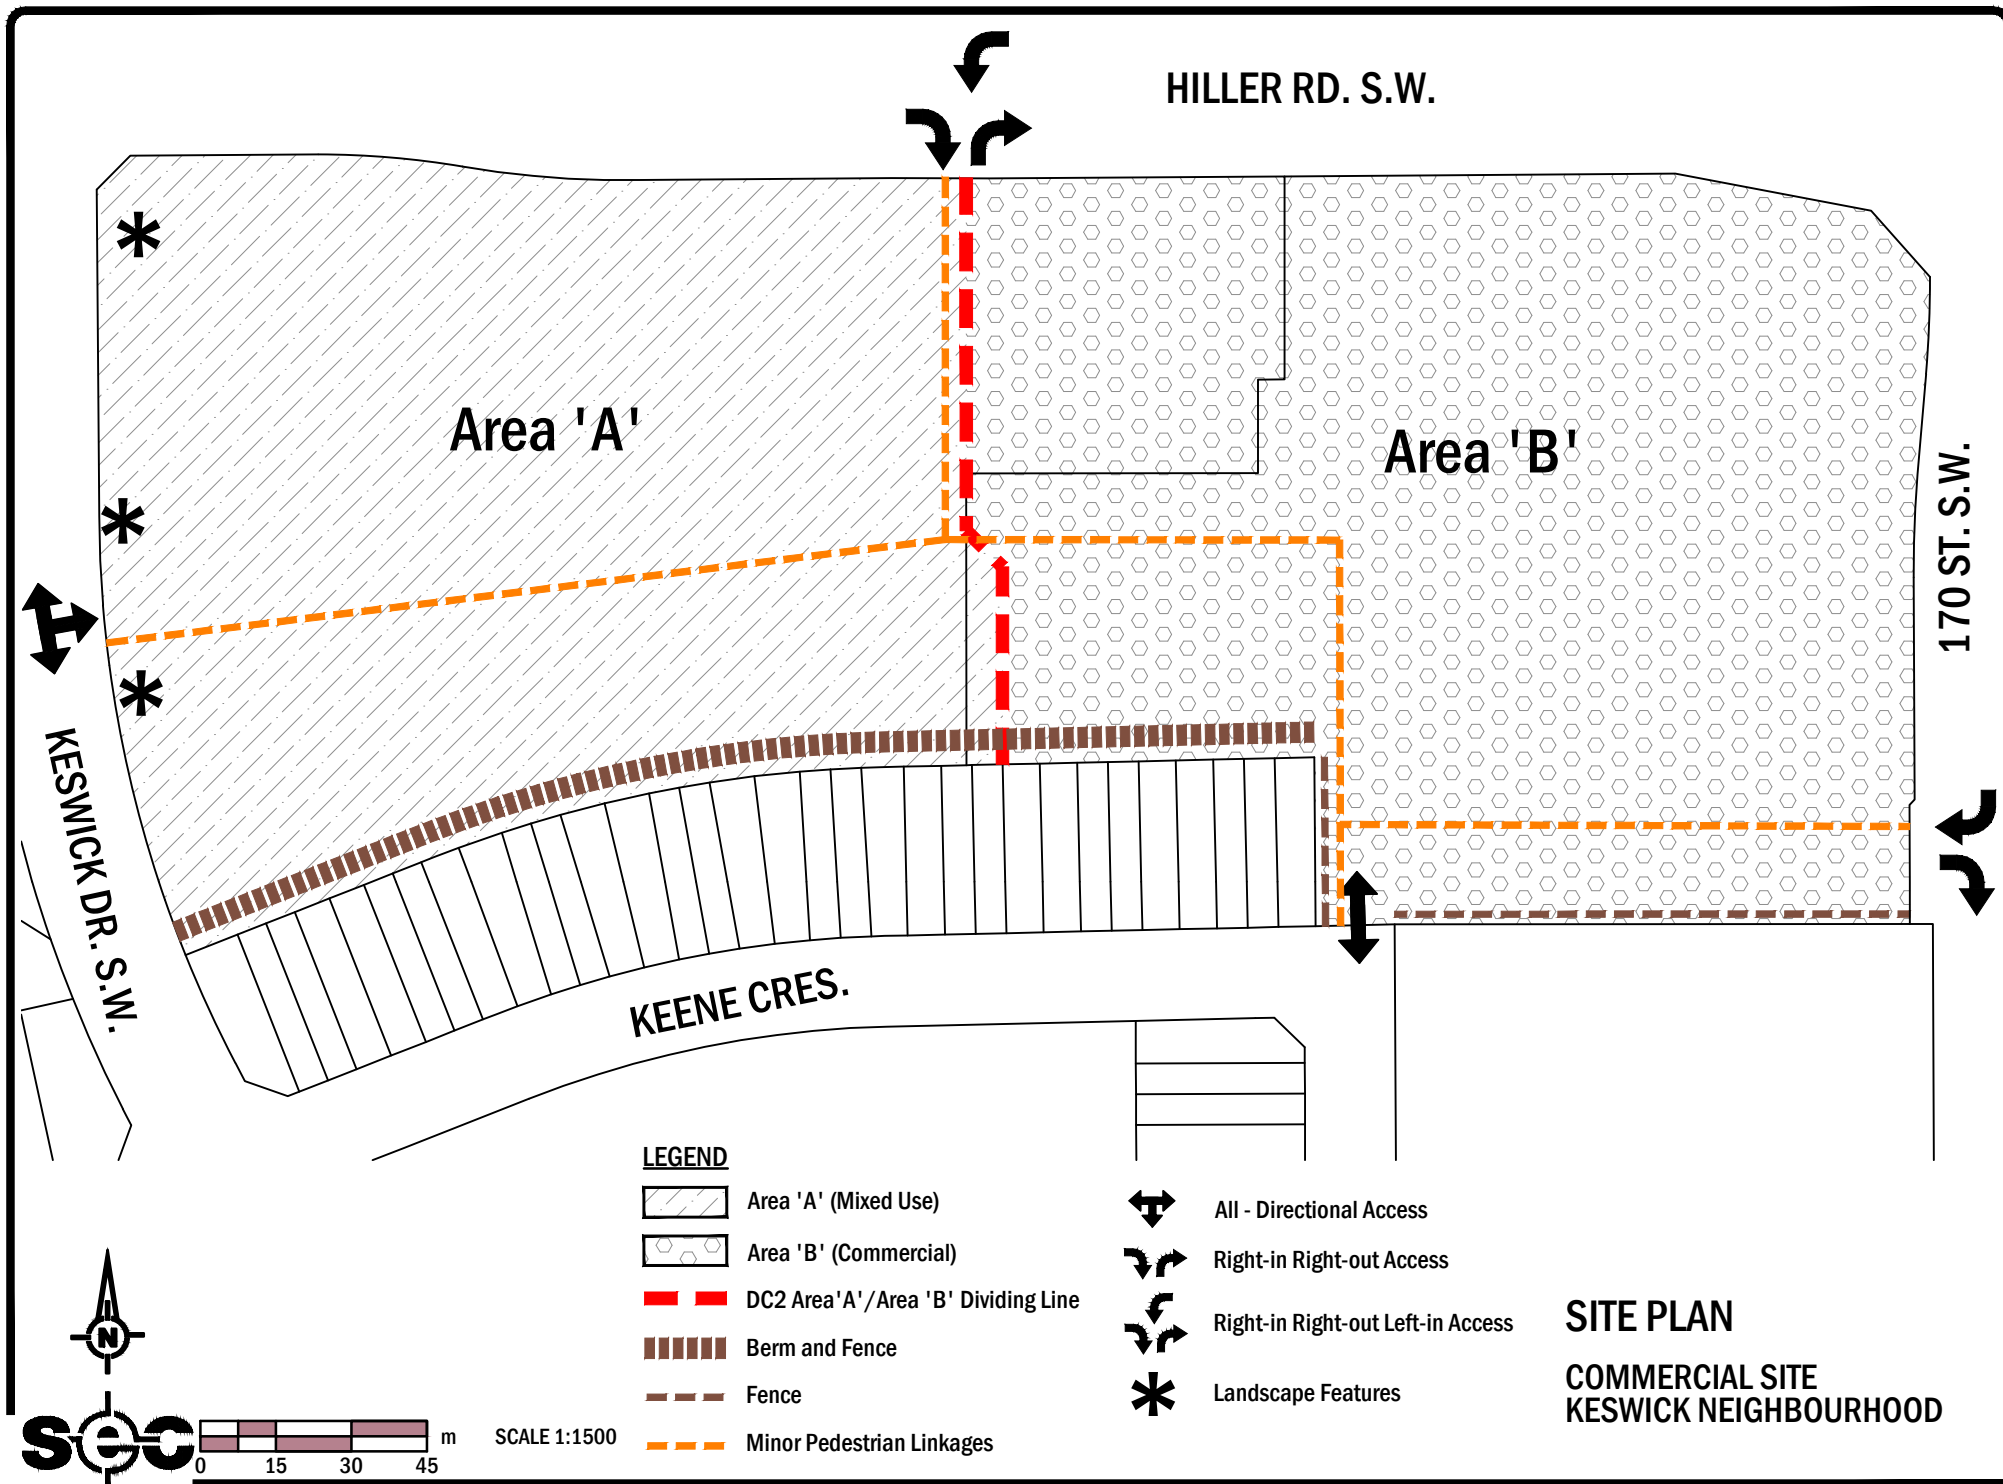 HILLER RD. S.W.
Area 'A'
Area 'B'
170 ST. S.W.
KESWICK DR. S.W.
KEENE CRES.
LEGEND
Area 'A' (Mixed Use)
Area 'B' (Commercial)
DC2 Area'A'/Area 'B' Dividing Line
Berm and Fence
Fence
Minor Pedestrian Linkages
All - Directional Access
Right-in Right-out Access
Right-in Right-out Left-in Access
Landscape Features
SITE PLAN
COMMERCIAL SITE
KESWICK NEIGHBOURHOOD
N
sec
0 15 30 45 m
SCALE 1:1500